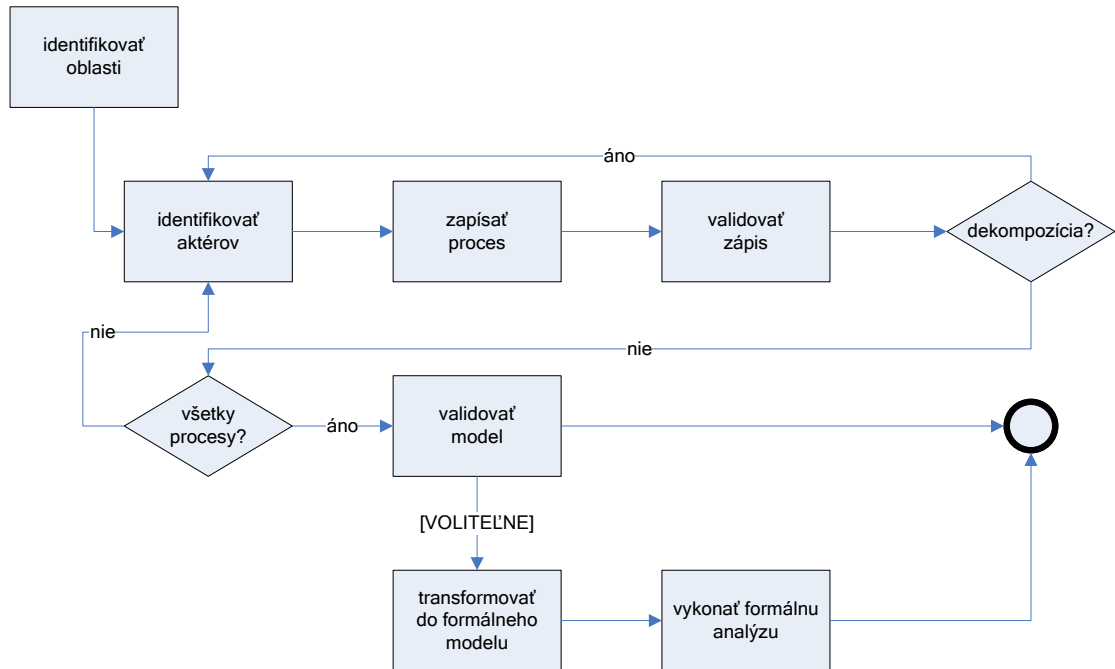 identifikovať
oblasti
áno
identifikovať
aktérov
zapísať
proces
validovať
zápis
dekompozícia?
nie
nie
všetky
procesy?
áno
validovať
model
[VOLITEĽNE]
transformovať
do formálneho
modelu
vykonať formálnu
analýzu